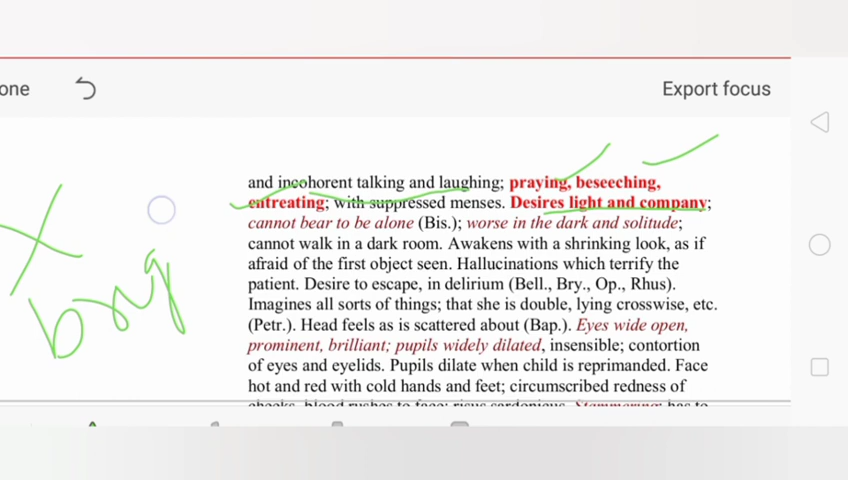 one
Export focus
and incohorent talking and laughing; praying, beseeching,
entreating; with suppressed menses. Desires light and company;
cannot bear to be alone (Bis.); worse in the dark and solitude;
cannot walk in a dark room. Awakens with a shrinking look, as if
afraid of the first object seen. Hallucinations which terrify the
patient. Desire to escape, in delirium (Bell., Bry., Op., Rhus).
Imagines all sorts of things; that she is double, lying crosswise, etc.
(Petr.). Head feels as is scattered about (Bap.). Eyes wide open,
prominent, brilliant; pupils widely dilated, insensible; contortion
of eyes and eyelids. Pupils dilate when child is reprimanded. Face
hot and red with cold hands and feet; circumscribed redness of